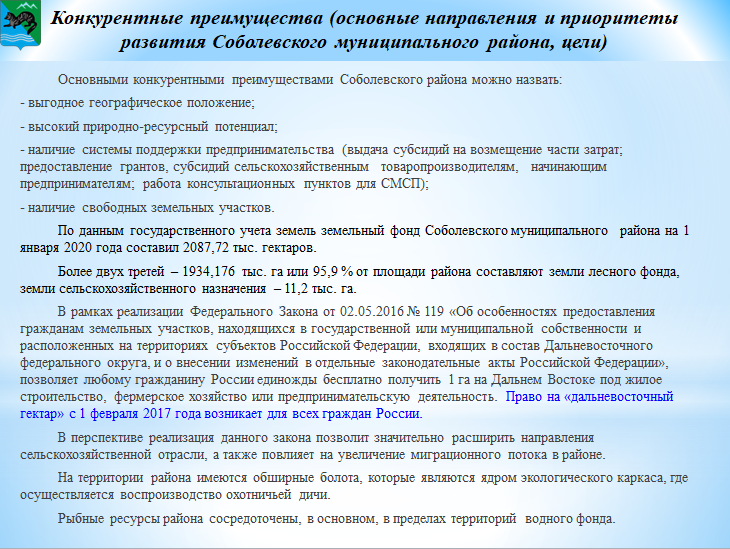 Конкурентные преимущества (основные направления и приоритеты
развития Соболевского муниципального района, цели)
Основными конкурентными преимуществами Соболевского района можно назвать:
- выгодное географическое положение;
- высокий природно-ресурсный потенциал;
- наличие системы поддержки предпринимательства (выдача субсидий на возмещение части затрат;
предоставление грантов, субсидий сельскохозяйственным товаропроизводителям, начинающим
предпринимателям; работа консультационных пунктов для СМСП);
- наличие свободных земельных участков.
По данным государственного учета земель земельный фонд Соболевского муниципального района на 1
января 2020 года составил 2087,72 тыс. гектаров.
Более двух третей – 1934,176 тыс. га или 95,9 % от площади района составляют земли лесного фонда,
земли сельскохозяйственного назначения – 11,2 тыс. га.
В рамках реализации Федерального Закона от 02.05.2016 № 119 «Об особенностях предоставления
гражданам земельных участков, находящихся в государственной или муниципальной собственности и
расположенных на территориях субъектов Российской Федерации, входящих в состав Дальневосточного
федерального округа, и о внесении изменений в отдельные законодательные акты Российской Федерации»,
позволяет любому гражданину России единожды бесплатно получить 1 га на Дальнем Востоке под жилое
строительство, фермерское хозяйство или предпринимательскую деятельность. Право на «дальневосточный
гектар» с 1 февраля 2017 года возникает для всех граждан России.
В перспективе реализация данного закона позволит значительно расширить направления
сельскохозяйственной отрасли, а также повлияет на увеличение миграционного потока в районе.
На территории района имеются обширные болота, которые являются ядром экологического каркаса, где
осуществляется воспроизводство охотничьей дичи.
Рыбные ресурсы района сосредоточены, в основном, в пределах территорий водного фонда.